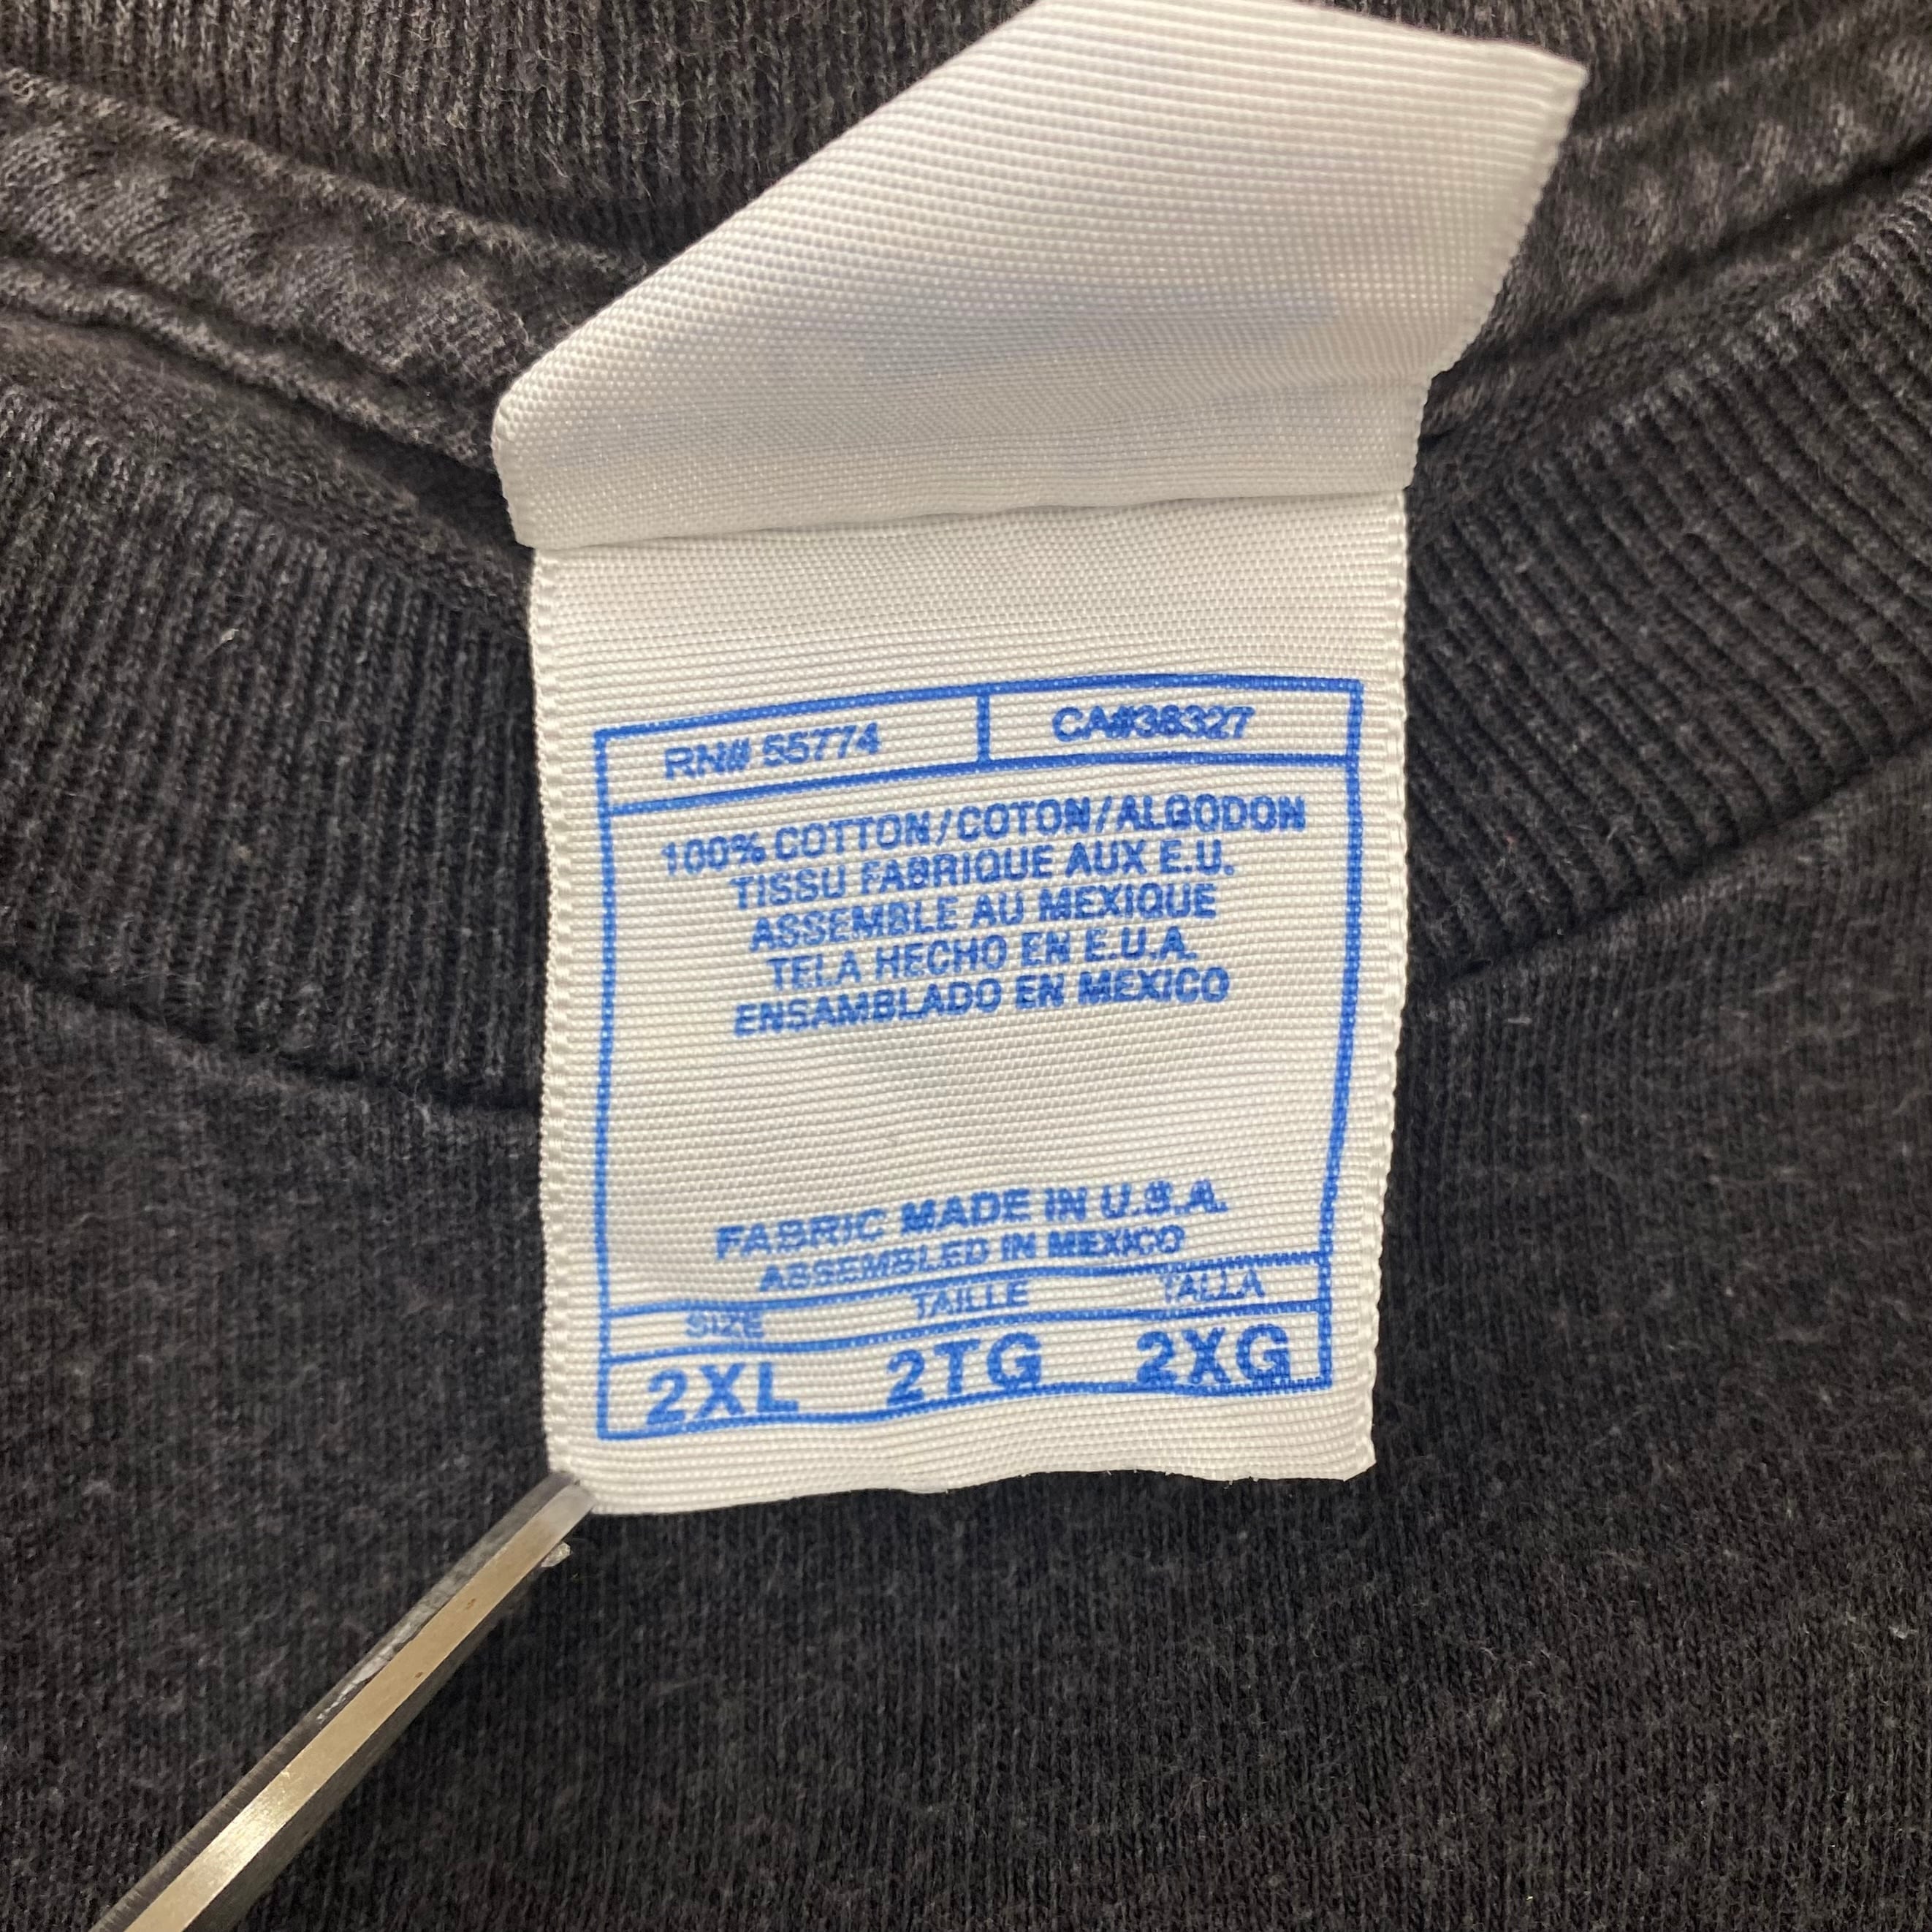 RN# 55774 CA#38327
100% COTTON/COTON/ALGODON
TISSU FABRIQUE AUX E.U.
ASSEMBLE AU MEXIQUE
TELA HECHO EN E.U.A.
ENSAMBLADO EN MEXICO
FABRIC MADE IN U.S.A.
ASSEMBLED IN MEXICO
SIZE TAILLE TALLA
2XL 2TG 2XG